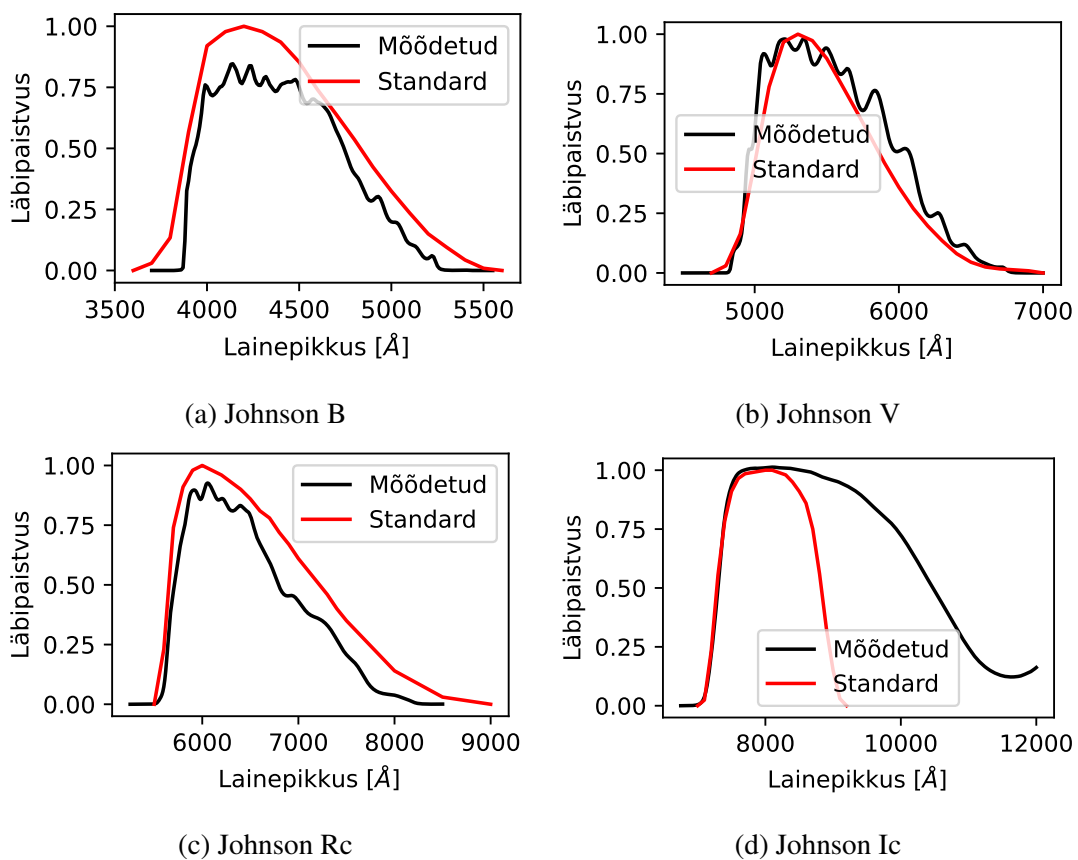 1.00
0.75
0.50
0.25
0.00
Läbipaistvus
Mõõdetud
Standard
3500 4000 4500 5000 5500
Lainepikkus [Å]
(a) Johnson B
1.00
0.75
0.50
0.25
0.00
Läbipaistvus
Mõõdetud
Standard
5000 6000 7000
Lainepikkus [Å]
(b) Johnson V
1.00
0.75
0.50
0.25
0.00
Läbipaistvus
Mõõdetud
Standard
6000 7000 8000 9000
Lainepikkus [Å]
(c) Johnson Rc
1.00
0.75
0.50
0.25
0.00
Läbipaistvus
Mõõdetud
Standard
8000 10000 12000
Lainepikkus [Å]
(d) Johnson Ic